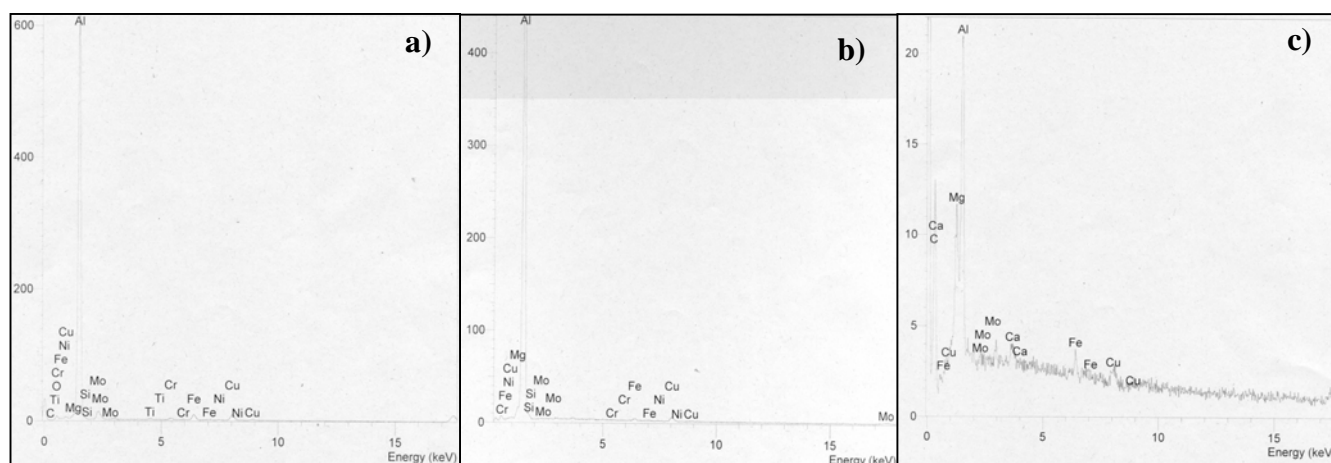 a)
600
400
200
0
Al
Cu
Ni
Fe
Cr
O
Ti
C
Mg
Si
Si
Mo
Mo
Mo
Cr
Ti
Ti
Cr
Fe
Fe
Ni
Cu
Ni Cu
0 5 10 15
Energy (keV)
b)
400
300
200
100
0
Al
Mg
Cu
Ni
Fe
Cr
Mo
Si
Mo
Si
Mo
Fe
Cr
Cr
Cu
Ni
Fe
Ni Cu
Mo
5 10 15
Energy (keV)
c)
20
15
10
5
0
Al
Mg
Ca
C
Cu
Fe
Mo
Mo
Mo
Ca
Ca
Fe
Fe
Cu
Cu
0 5 10 15
Energy (keV)